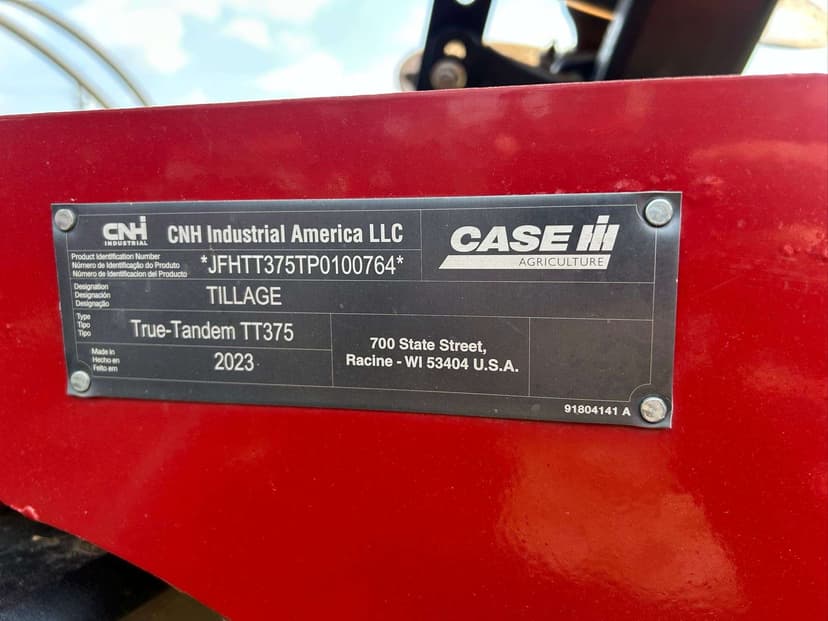 CNH
INDUSTRIAL
CNH Industrial America LLC
CASE IH
AGRICULTURE
Product Identification Number
Número de Identificação do Produto
Número de Identificacion del Producto
*JFHTT375TP0100764*
Designation
Designación
Designação
TILLAGE
Type
Tipo
Tipo
True-Tandem TT375
Made in
Hecho en
Feito em
2023
700 State Street,
Racine - WI 53404 U.S.A.
91804141 A